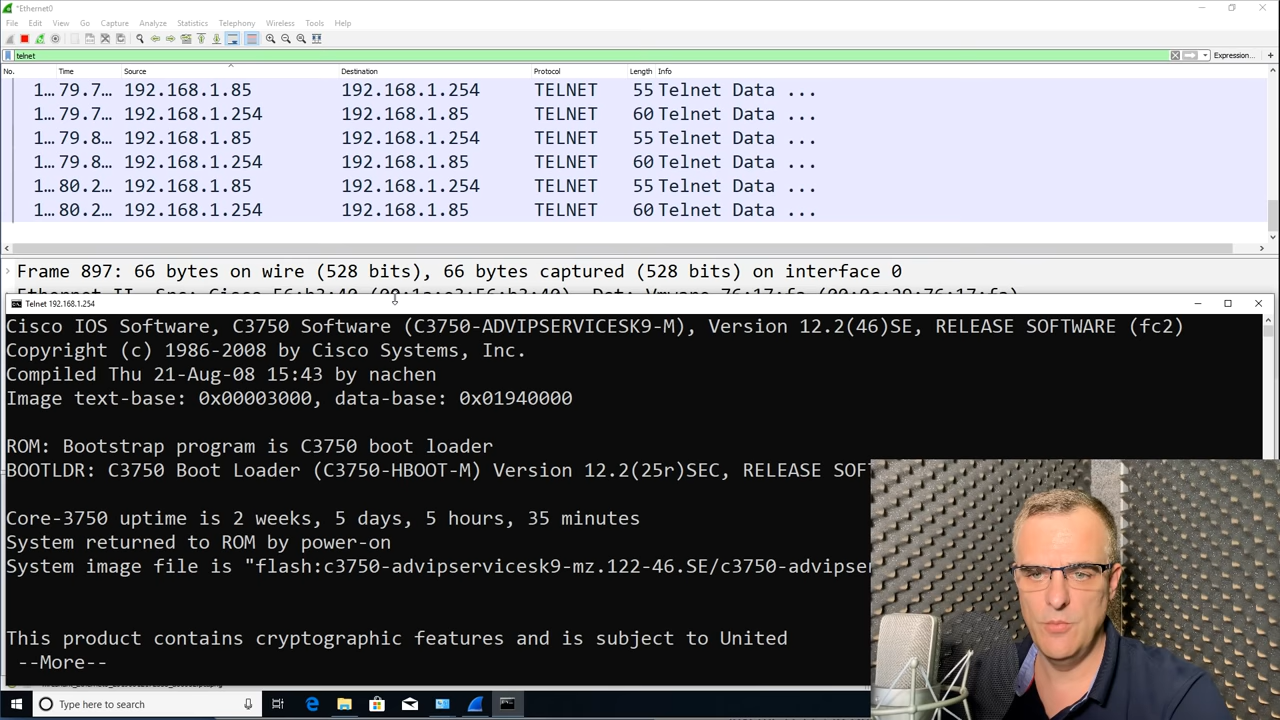 *Ethernet0
File Edit View Go Capture Analyze Statistics Telephony Wireless Tools Help
telnet
Expression...
No. Time Source Destination Protocol Length Info
1... 79.7... 192.168.1.85 192.168.1.254 TELNET 55 Telnet Data ...
1... 79.7... 192.168.1.254 192.168.1.85 TELNET 60 Telnet Data ...
1... 79.8... 192.168.1.85 192.168.1.254 TELNET 55 Telnet Data ...
1... 79.8... 192.168.1.254 192.168.1.85 TELNET 60 Telnet Data ...
1... 80.2... 192.168.1.85 192.168.1.254 TELNET 55 Telnet Data ...
1... 80.2... 192.168.1.254 192.168.1.85 TELNET 60 Telnet Data ...
Frame 897: 66 bytes on wire (528 bits), 66 bytes captured (528 bits) on interface 0
Telnet 192.168.1.254
Cisco IOS Software, C3750 Software (C3750-ADVIPSERVICESK9-M), Version 12.2(46)SE, RELEASE SOFTWARE (fc2)
Copyright (c) 1986-2008 by Cisco Systems, Inc.
Compiled Thu 21-Aug-08 15:43 by nachen
Image text-base: 0x00003000, data-base: 0x01940000
ROM: Bootstrap program is C3750 boot loader
BOOTLDR: C3750 Boot Loader (C3750-HBOOT-M) Version 12.2(25r)SEC, RELEASE SOF
Core-3750 uptime is 2 weeks, 5 days, 5 hours, 35 minutes
System returned to ROM by power-on
System image file is "flash:c3750-advipservicesk9-mz.122-46.SE/c3750-advipser
This product contains cryptographic features and is subject to United
--More--
Type here to search